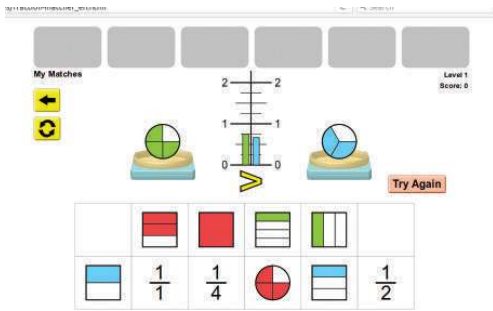 My Matches
Level 1
Score: 0
2 2
1 1
0 0
>
Try Again
1/1 1/4 1/2